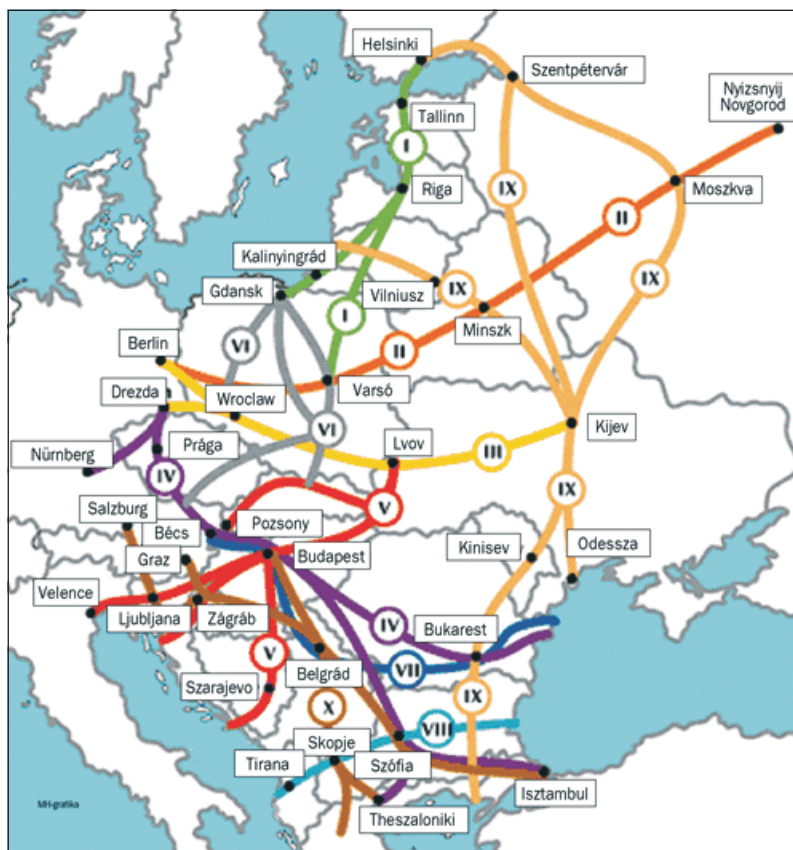 Helsinki
Szentpétervár
Nyizsnyij
Novgorod
Tallinn
I
Riga
IX
Moszkva
II
Kalinyingrád
Gdansk
Vilniusz
IX
IX
Minszk
I
VI
II
Berlin
Varsó
Drezda
Wroclaw
Kijev
VI
Prága
Lvov
III
Nürnberg
IV
IX
Salzburg
V
Pozsony
Bécs
Kinisev
Odessza
Graz
Budapest
Velence
Ljubljana
Zágráb
IV
Bukarest
V
VII
Belgrád
Szarajevo
IX
X
VIII
Skopje
Tirana
Szófia
Isztambul
MH-grafika
Theszaloniki